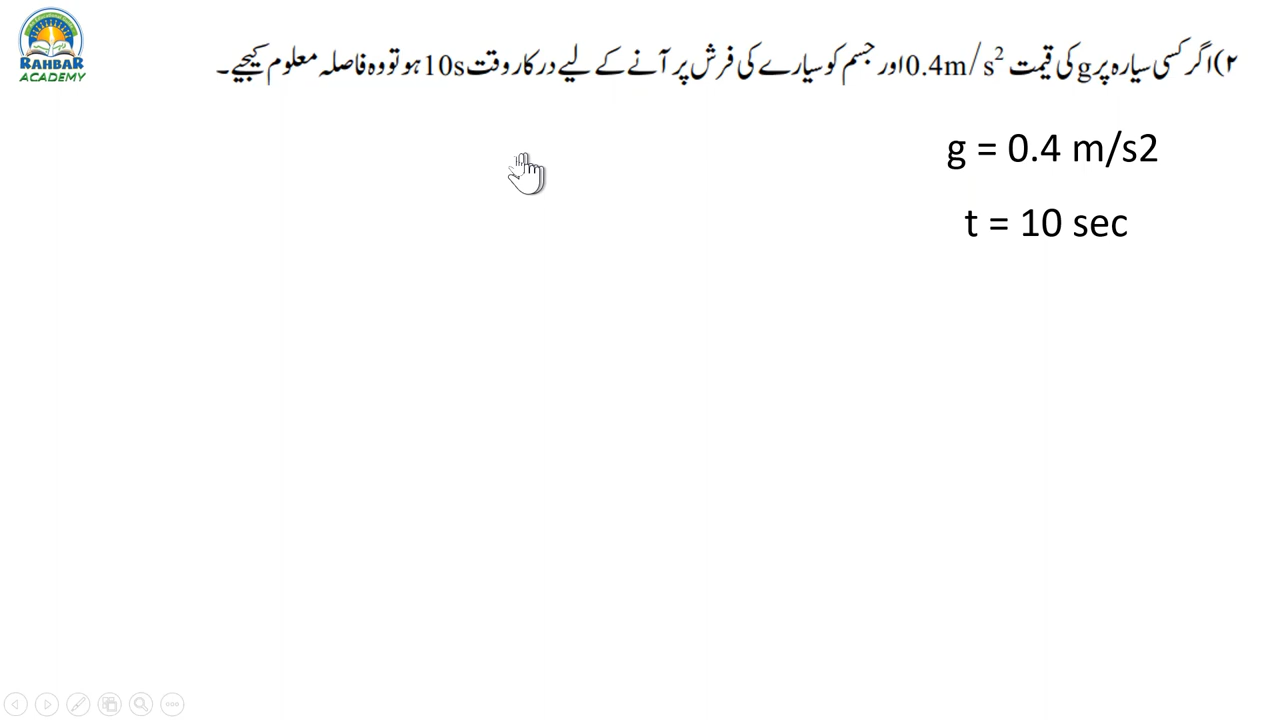 RAHBAR
ACADEMY
۲) اگر کسی سیارہ پر g کی قیمت 0.4m/s² اور جسم کو سیارے کی فرش پر آنے کے لیے درکار وقت 10s ہو تو وہ فاصلہ معلوم کیجیے۔
g = 0.4 m/s2
t = 10 sec